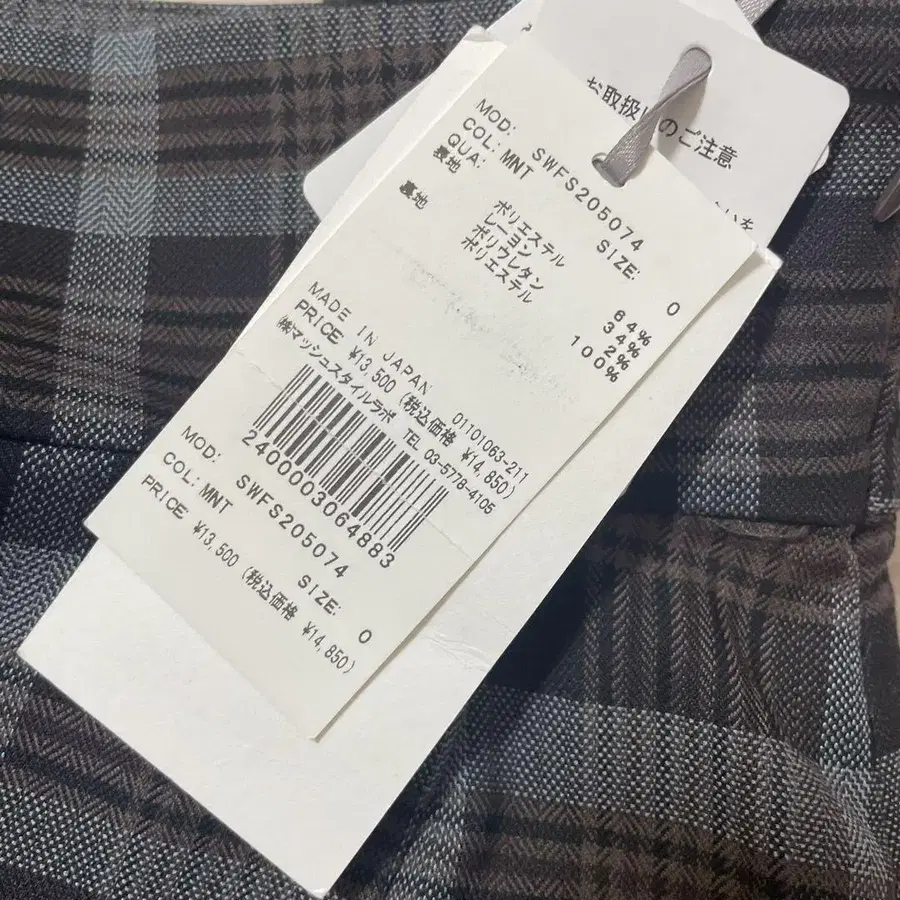 お取扱いのご注意
MOD: SWFS205074
COL: MNT SIZE: 0
QUA:
表地 ポリエステル 64%
レーヨン 34%
ポリウレタン 2%
裏地 ポリエステル 100%
MADE IN JAPAN 01101063-211
PRICE ¥13,500 (税込価格 ¥14,850)
㈱マッシュスタイルラボ TEL 03-5778-4105
2400003064883
MOD: SWFS205074
COL: MNT SIZE: 0
PRICE ¥13,500 (税込価格 ¥14,850)